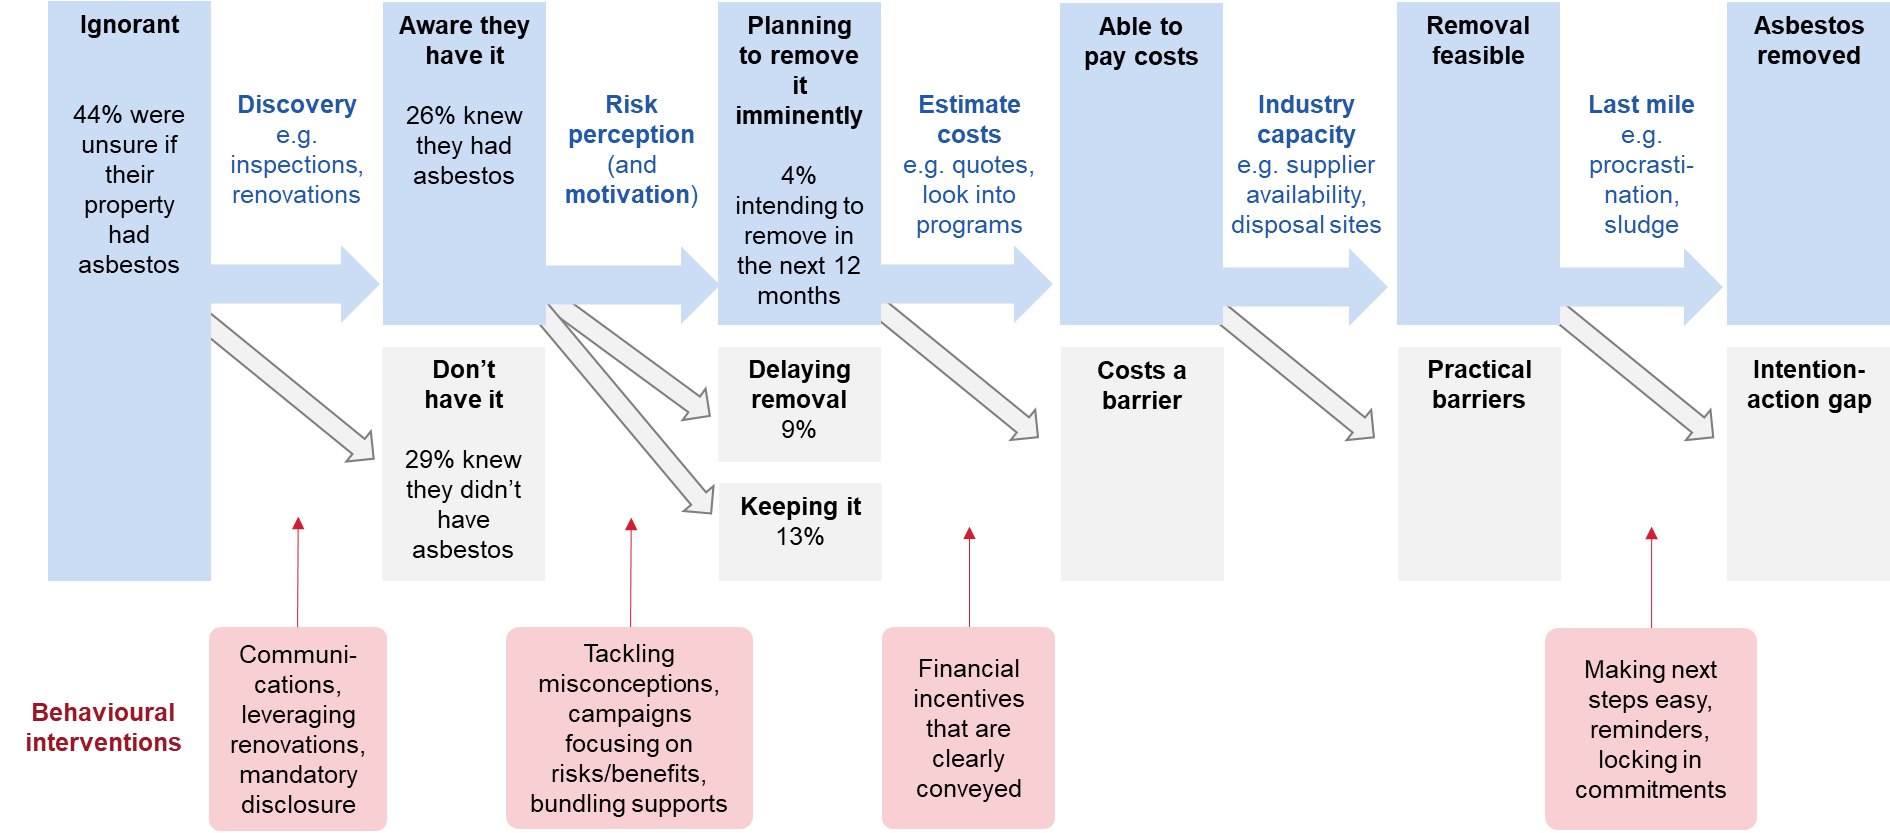 Ignorant
44% were
unsure if
their
property
had
asbestos
Discovery
e.g.
inspections,
renovations
Aware they
have it
26% knew
they had
asbestos
Don’t
have it
29% knew
they didn’t
have
asbestos
Risk
perception
(and
motivation)
Planning
to remove
it
imminently
4%
intending to
remove in
the next 12
months
Delaying
removal
9%
Keeping it
13%
Estimate
costs
e.g. quotes,
look into
programs
Able to
pay costs
Costs a
barrier
Industry
capacity
e.g. supplier
availability,
disposal sites
Removal
feasible
Practical
barriers
Last mile
e.g.
procrasti-
nation,
sludge
Asbestos
removed
Intention-
action gap
Behavioural
interventions
Communi-
cations,
leveraging
renovations,
mandatory
disclosure
Tackling
misconceptions,
campaigns
focusing on
risks/benefits,
bundling supports
Financial
incentives
that are
clearly
conveyed
Making next
steps easy,
reminders,
locking in
commitments